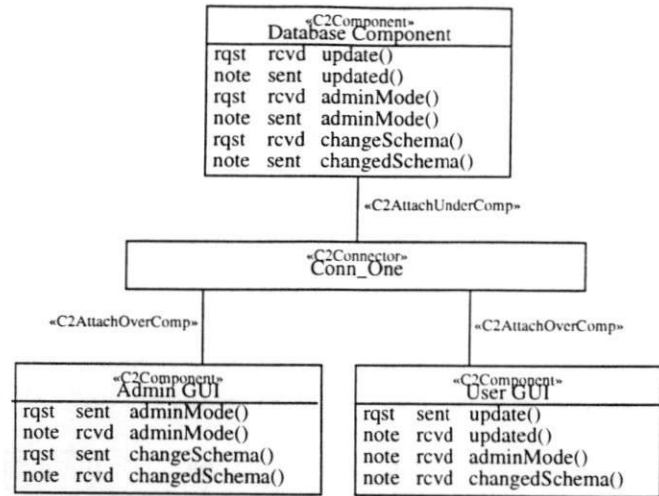 «C2Component»
Database Component
rqst rcvd update()
note sent updated()
rqst rcvd adminMode()
note sent adminMode()
rqst rcvd changeSchema()
note sent changedSchema()
«C2AttachUnderComp»
«C2Connector»
Conn_One
«C2AttachOverComp»
«C2AttachOverComp»
«C2Component»
Admin GUI
rqst sent adminMode()
note rcvd adminMode()
rqst sent changeSchema()
note rcvd changedSchema()
«C2Component»
User GUI
rqst sent update()
note rcvd updated()
note rcvd adminMode()
note rcvd changedSchema()